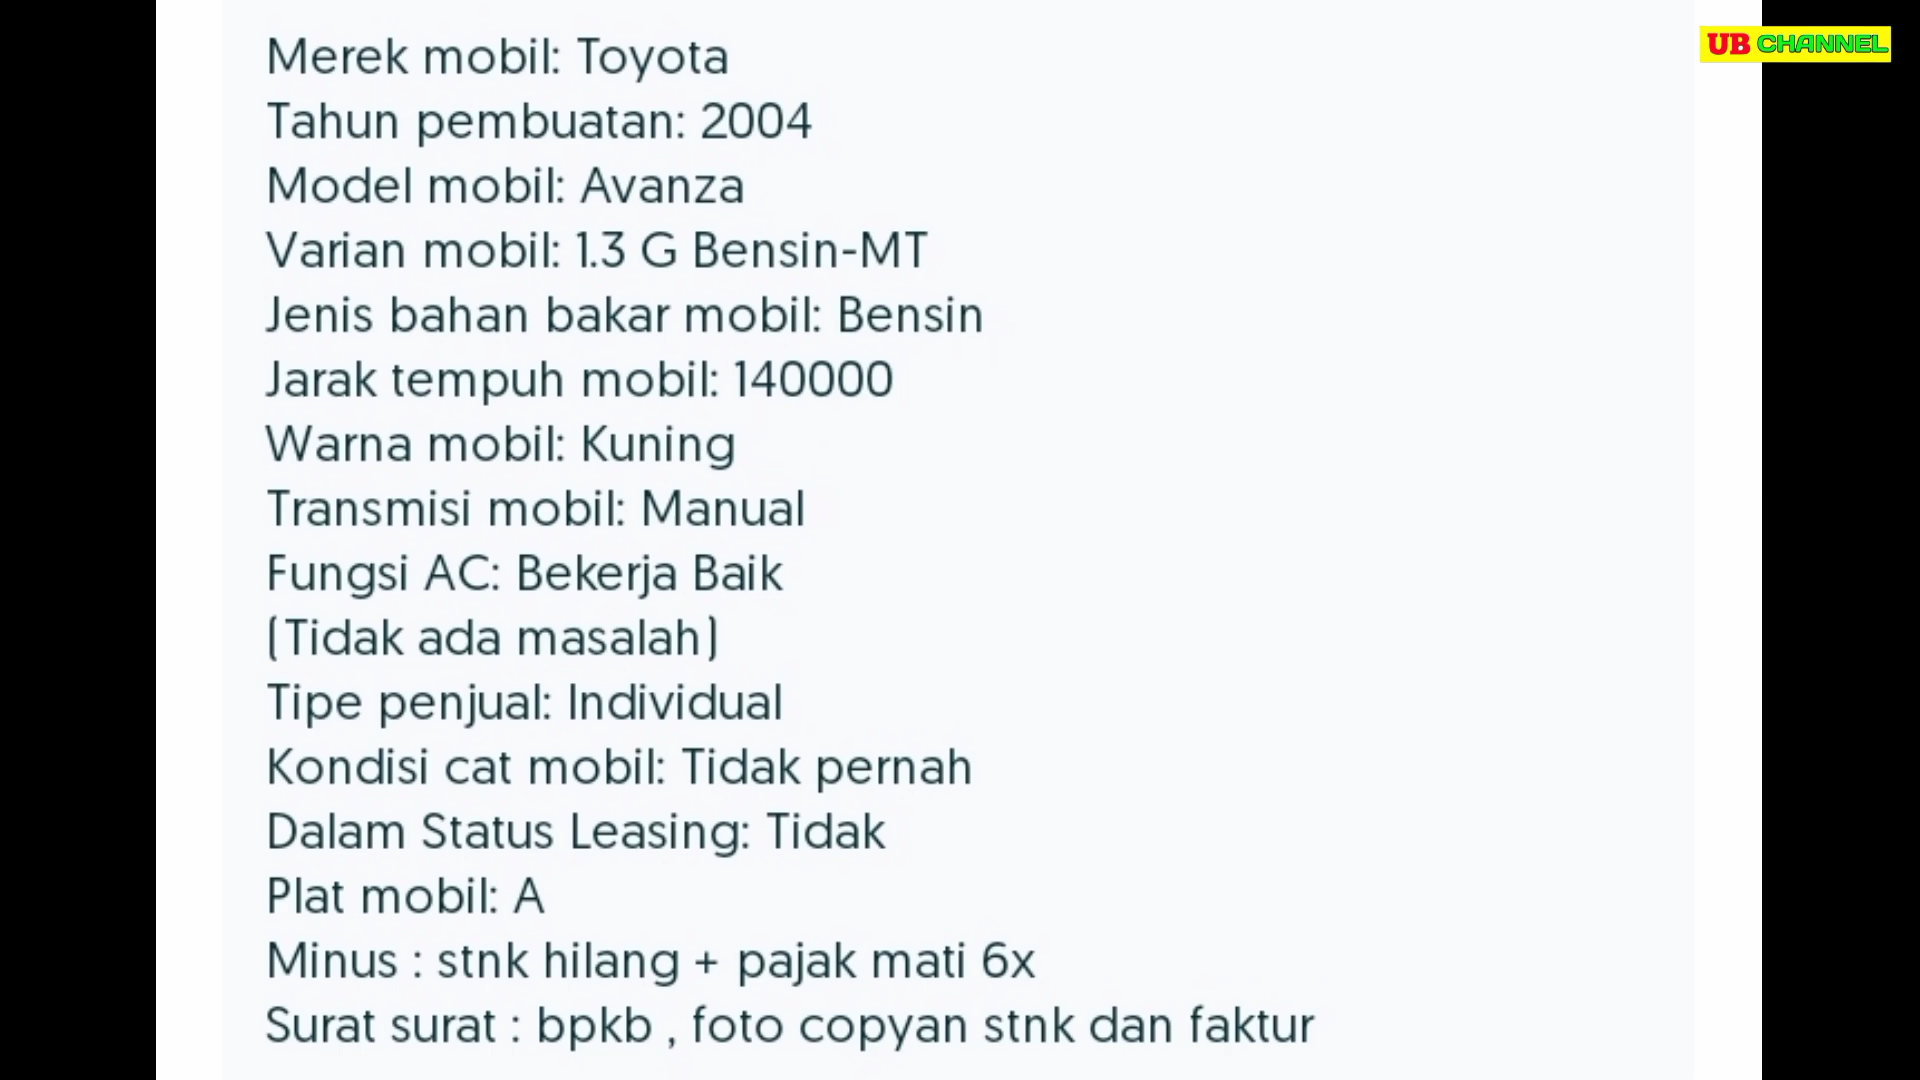 UB CHANNEL
Merek mobil: Toyota
Tahun pembuatan: 2004
Model mobil: Avanza
Varian mobil: 1.3 G Bensin-MT
Jenis bahan bakar mobil: Bensin
Jarak tempuh mobil: 140000
Warna mobil: Kuning
Transmisi mobil: Manual
Fungsi AC: Bekerja Baik
(Tidak ada masalah)
Tipe penjual: Individual
Kondisi cat mobil: Tidak pernah
Dalam Status Leasing: Tidak
Plat mobil: A
Minus : stnk hilang + pajak mati 6x
Surat surat : bpkb , foto copyan stnk dan faktur